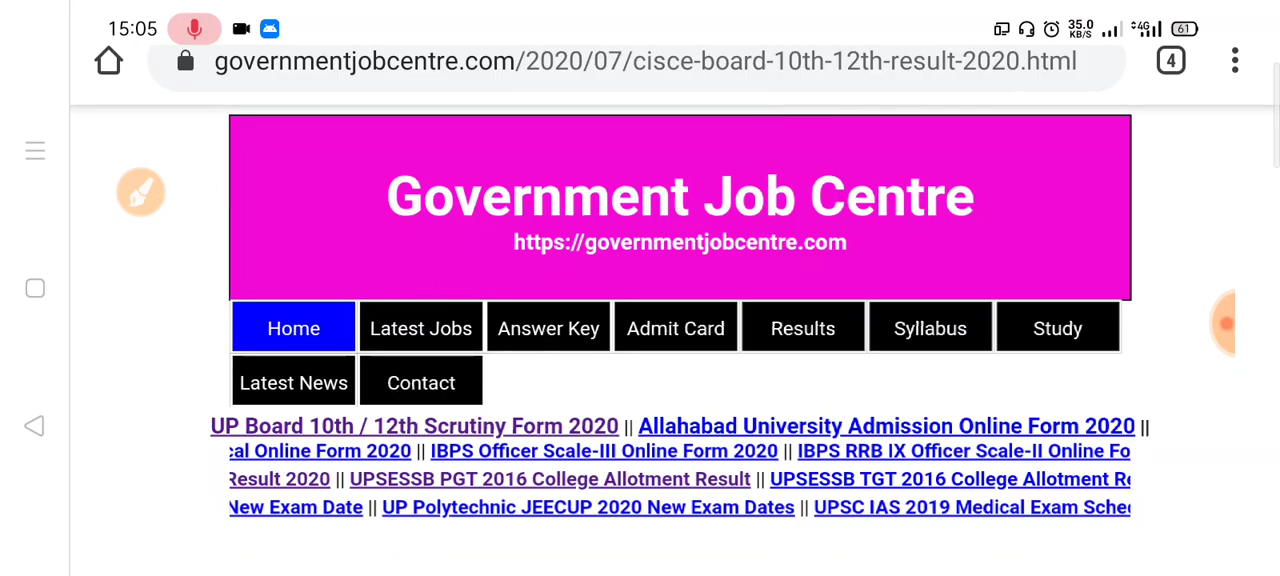 15:05 35.0 KB/S 4G 61
governmentjobcentre.com/2020/07/cisce-board-10th-12th-result-2020.html 4
Government Job Centre
https://governmentjobcentre.com
Home Latest Jobs Answer Key Admit Card Results Syllabus Study
Latest News Contact
UP Board 10th / 12th Scrutiny Form 2020 || Allahabad University Admission Online Form 2020 ||
cal Online Form 2020 || IBPS Officer Scale-III Online Form 2020 || IBPS RRB IX Officer Scale-II Online Fo
Result 2020 || UPSESSB PGT 2016 College Allotment Result || UPSESSB TGT 2016 College Allotment Re
New Exam Date || UP Polytechnic JEECUP 2020 New Exam Dates || UPSC IAS 2019 Medical Exam Sche